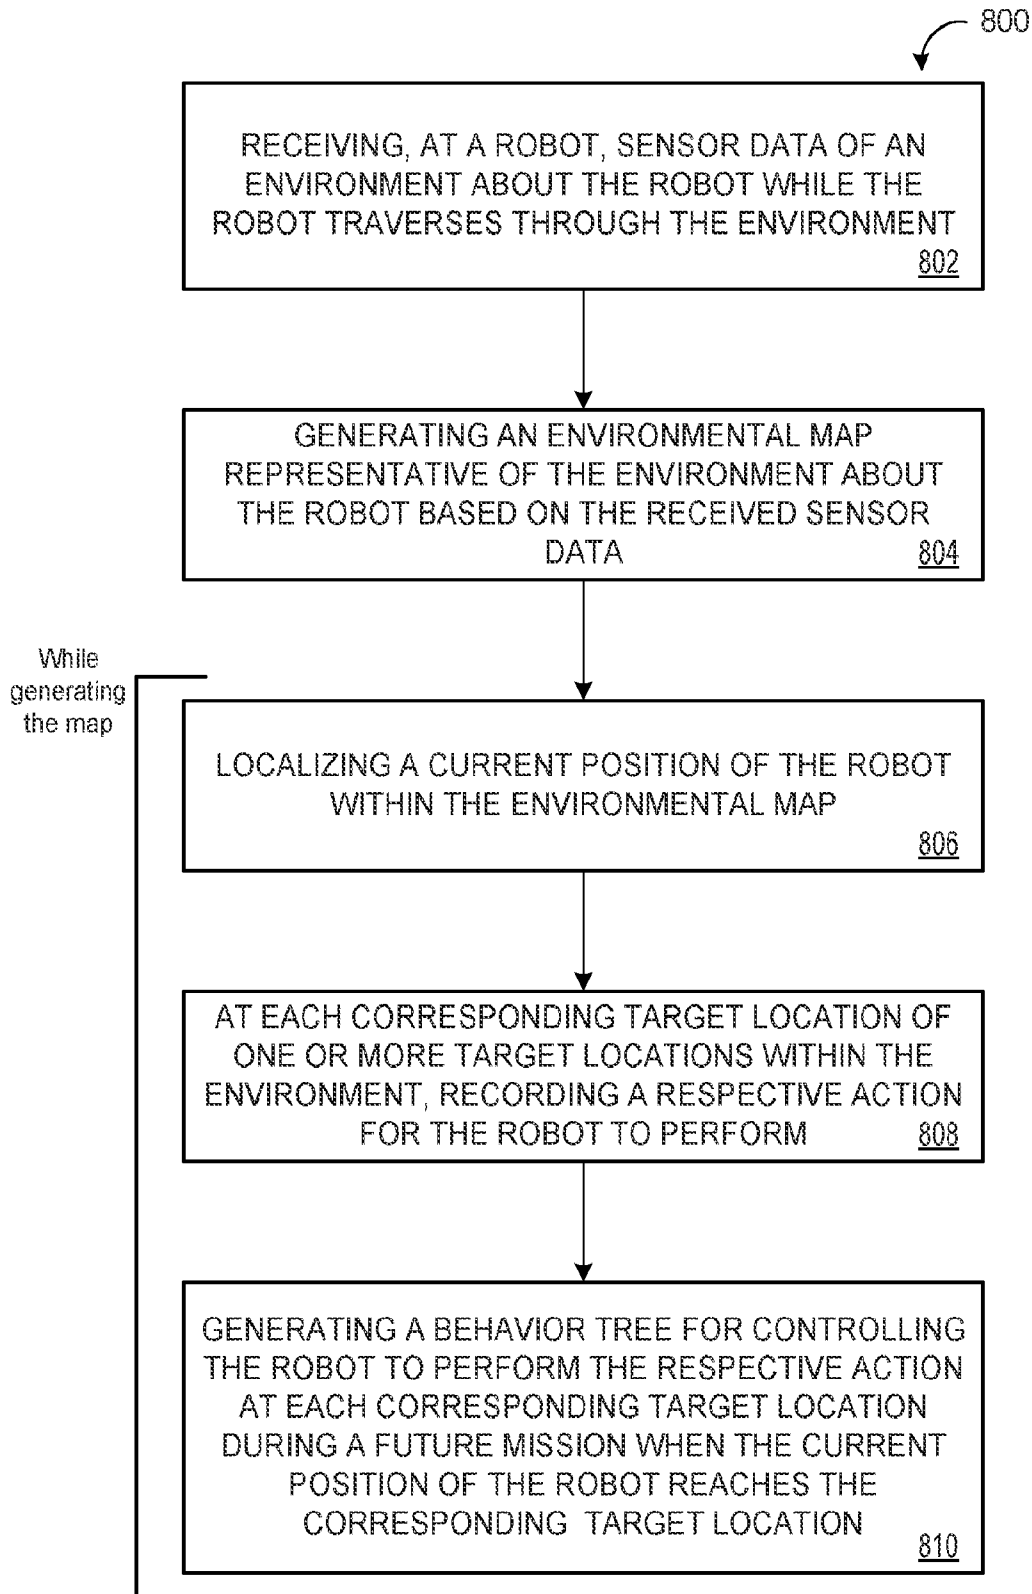 800
RECEIVING, AT A ROBOT, SENSOR DATA OF AN
ENVIRONMENT ABOUT THE ROBOT WHILE THE
ROBOT TRAVERSES THROUGH THE ENVIRONMENT
802
GENERATING AN ENVIRONMENTAL MAP
REPRESENTATIVE OF THE ENVIRONMENT ABOUT
THE ROBOT BASED ON THE RECEIVED SENSOR
DATA
804
While
generating
the map
LOCALIZING A CURRENT POSITION OF THE ROBOT
WITHIN THE ENVIRONMENTAL MAP
806
AT EACH CORRESPONDING TARGET LOCATION OF
ONE OR MORE TARGET LOCATIONS WITHIN THE
ENVIRONMENT, RECORDING A RESPECTIVE ACTION
FOR THE ROBOT TO PERFORM
808
GENERATING A BEHAVIOR TREE FOR CONTROLLING
THE ROBOT TO PERFORM THE RESPECTIVE ACTION
AT EACH CORRESPONDING TARGET LOCATION
DURING A FUTURE MISSION WHEN THE CURRENT
POSITION OF THE ROBOT REACHES THE
CORRESPONDING TARGET LOCATION
810